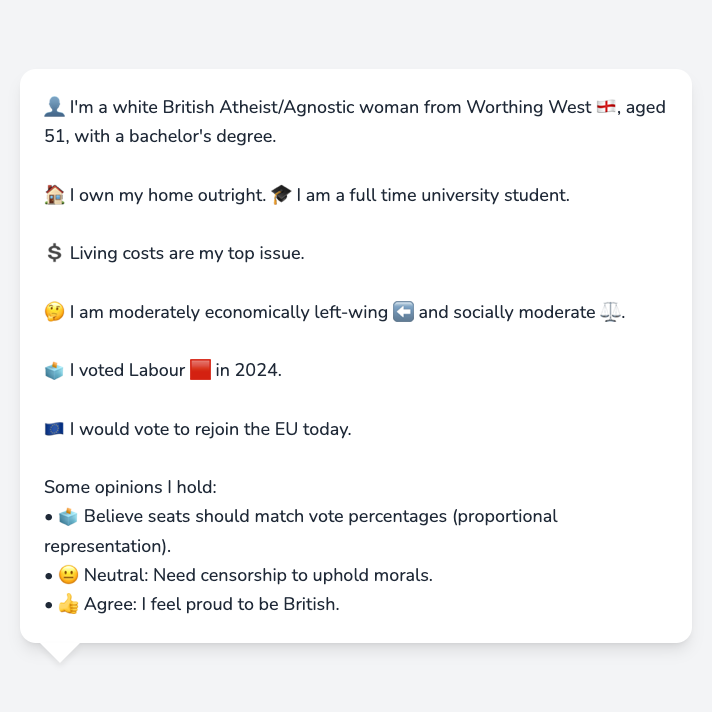 👤 I'm a white British Atheist/Agnostic woman from Worthing West 🏴󠁧󠁢󠁥󠁮󠁧󠁿, aged
51, with a bachelor's degree.
🏠 I own my home outright. 🎓 I am a full time university student.
💲 Living costs are my top issue.
🤔 I am moderately economically left-wing ⬅️ and socially moderate ⚖️.
🗳️ I voted Labour 🟥 in 2024.
🇪🇺 I would vote to rejoin the EU today.
Some opinions I hold:
• 🗳️ Believe seats should match vote percentages (proportional
representation).
• 😐 Neutral: Need censorship to uphold morals.
• 👍 Agree: I feel proud to be British.